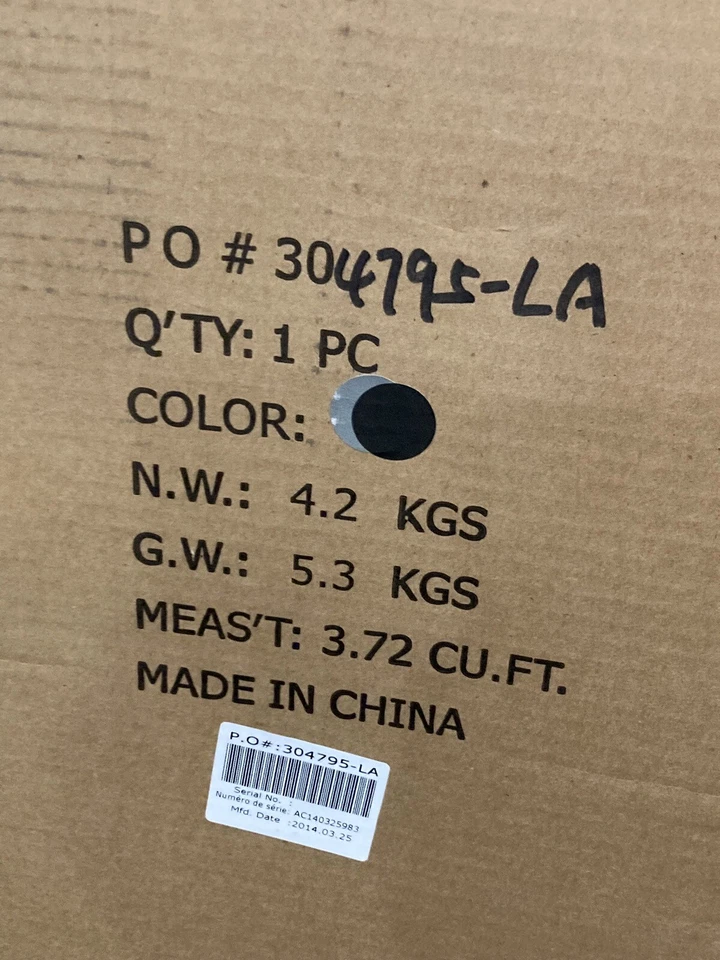 PO # 304795-LA
Q'TY: 1 PC
COLOR:
N.W.: 4.2 KGS
G.W.: 5.3 KGS
MEAS'T: 3.72 CU.FT.
MADE IN CHINA
P.O#:304795-LA
Serial No. :
Numéro de série: AC140325983
Mfd. Date :2014.03.25